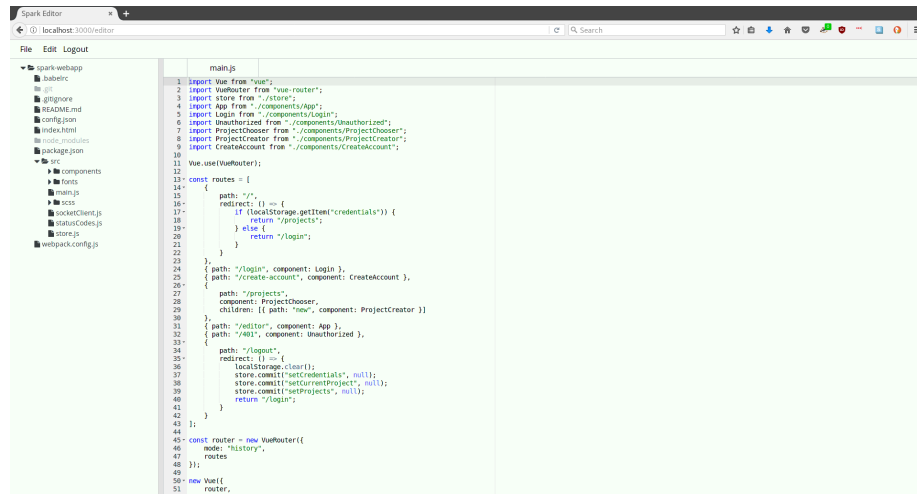 Spark Editor × +
localhost:3000/editor Search
File Edit Logout
spark-webapp
.babelrc
.git
.gitignore
README.md
config.json
index.html
node_modules
package.json
src
components
fonts
main.js
scss
socketClient.js
statusCodes.js
store.js
webpack.config.js
main.js
1 import Vue from "vue";
2 import VueRouter from "vue-router";
3 import store from "./store";
4 import App from "./components/App";
5 import Login from "./components/Login";
6 import Unauthorized from "./components/Unauthorized";
7 import ProjectChooser from "./components/ProjectChooser";
8 import ProjectCreator from "./components/ProjectCreator";
9 import CreateAccount from "./components/CreateAccount";
10
11 Vue.use(VueRouter);
12
13 const routes = [
14 {
15 path: "/",
16 redirect: () => {
17 if (localStorage.getItem("credentials")) {
18 return "/projects";
19 } else {
20 return "/login";
21 }
22 }
23 },
24 { path: "/login", component: Login },
25 { path: "/create-account", component: CreateAccount },
26 {
27 path: "/projects",
28 component: ProjectChooser,
29 children: [{ path: "new", component: ProjectCreator }]
30 },
31 { path: "/editor", component: App },
32 { path: "/401", component: Unauthorized },
33 {
34 path: "/logout",
35 redirect: () => {
36 localStorage.clear();
37 store.commit("setCredentials", null);
38 store.commit("setCurrentProject", null);
39 store.commit("setProjects", null);
40 return "/login";
41 }
42 }
43 ];
44
45 const router = new VueRouter({
46 mode: "history",
47 routes
48 });
49
50 new Vue({
51 router,